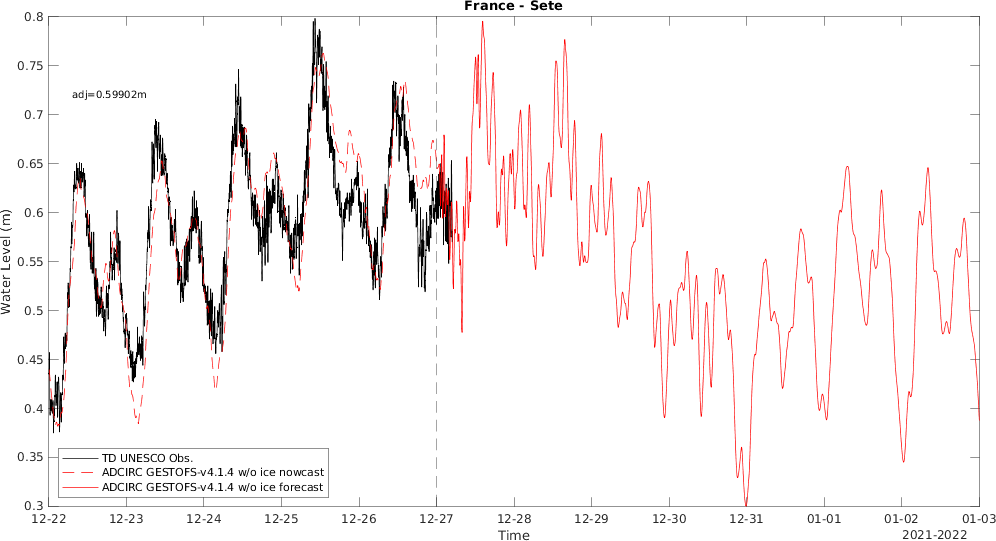 France - Sete
0.8
0.75
0.7
0.65
0.6
0.55
0.5
0.45
0.4
0.35
0.3
Water Level (m)
adj=0.59902m
TD UNESCO Obs.
ADCIRC GESTOFS-v4.1.4 w/o ice nowcast
ADCIRC GESTOFS-v4.1.4 w/o ice forecast
12-22 12-23 12-24 12-25 12-26 12-27 12-28 12-29 12-30 12-31 01-01 01-02 01-03
Time
2021-2022